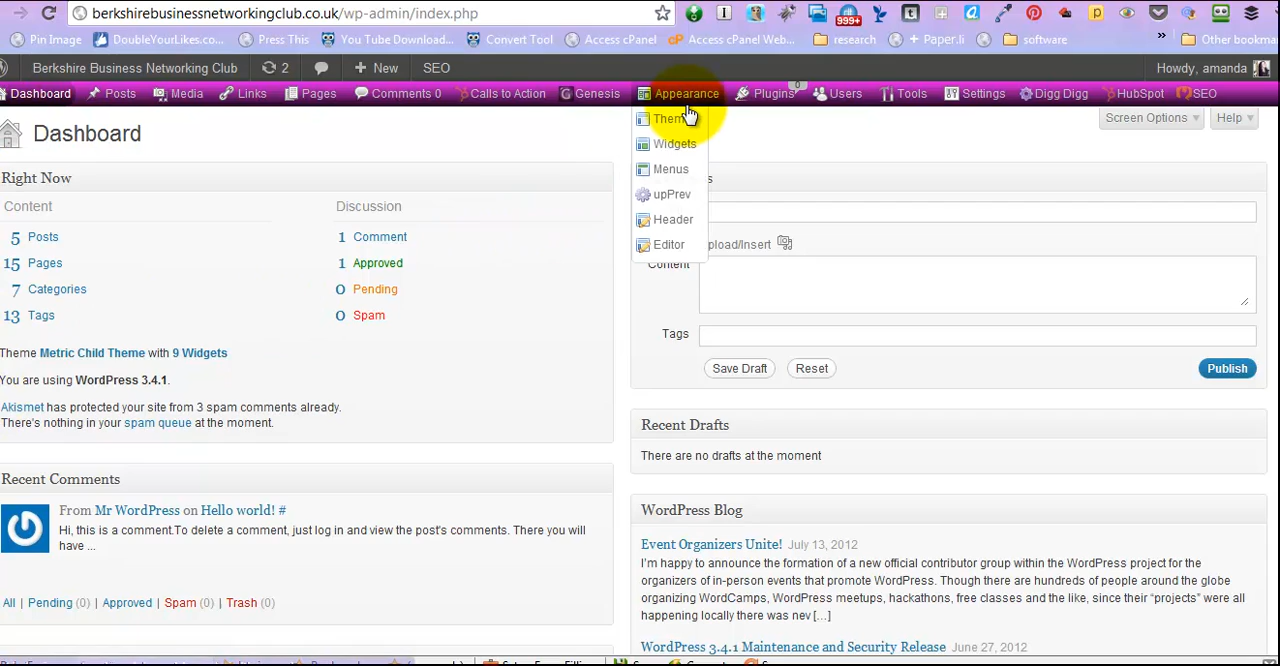 berkshirebusinessnetworkingclub.co.uk/wp-admin/index.php
999+
Pin Image DoubleYourLikes.co... Press This You Tube Download... Convert Tool Access cPanel Access cPanel Web... research + Paper.li software » Other bookma
Berkshire Business Networking Club 2 + New SEO Howdy, amanda
Dashboard Posts Media Links Pages Comments 0 Calls to Action Genesis Appearance Plugins 0 Users Tools Settings Digg Digg HubSpot SEO
Dashboard
Screen Options Help
Widgets
Menus
upPrev
Header
Editor
Right Now
Content Discussion
5 Posts 1 Comment
15 Pages 1 Approved
7 Categories 0 Pending
13 Tags 0 Spam
Theme Metric Child Theme with 9 Widgets
You are using WordPress 3.4.1.
Akismet has protected your site from 3 spam comments already.
There's nothing in your spam queue at the moment.
Recent Comments
From Mr WordPress on Hello world! #
Hi, this is a comment.To delete a comment, just log in and view the post's comments. There you will
have ...
All | Pending (0) | Approved | Spam (0) | Trash (0)
pload/Insert
Content
Tags
Save Draft Reset Publish
Recent Drafts
There are no drafts at the moment
WordPress Blog
Event Organizers Unite! July 13, 2012
I'm happy to announce the formation of a new official contributor group within the WordPress project for the
organizers of in-person events that promote WordPress. Though there are hundreds of people around the globe
organizing WordCamps, WordPress meetups, hackathons, free classes and the like, since their “projects” were all
happening locally there was nev [...]
WordPress 3.4.1 Maintenance and Security Release June 27, 2012